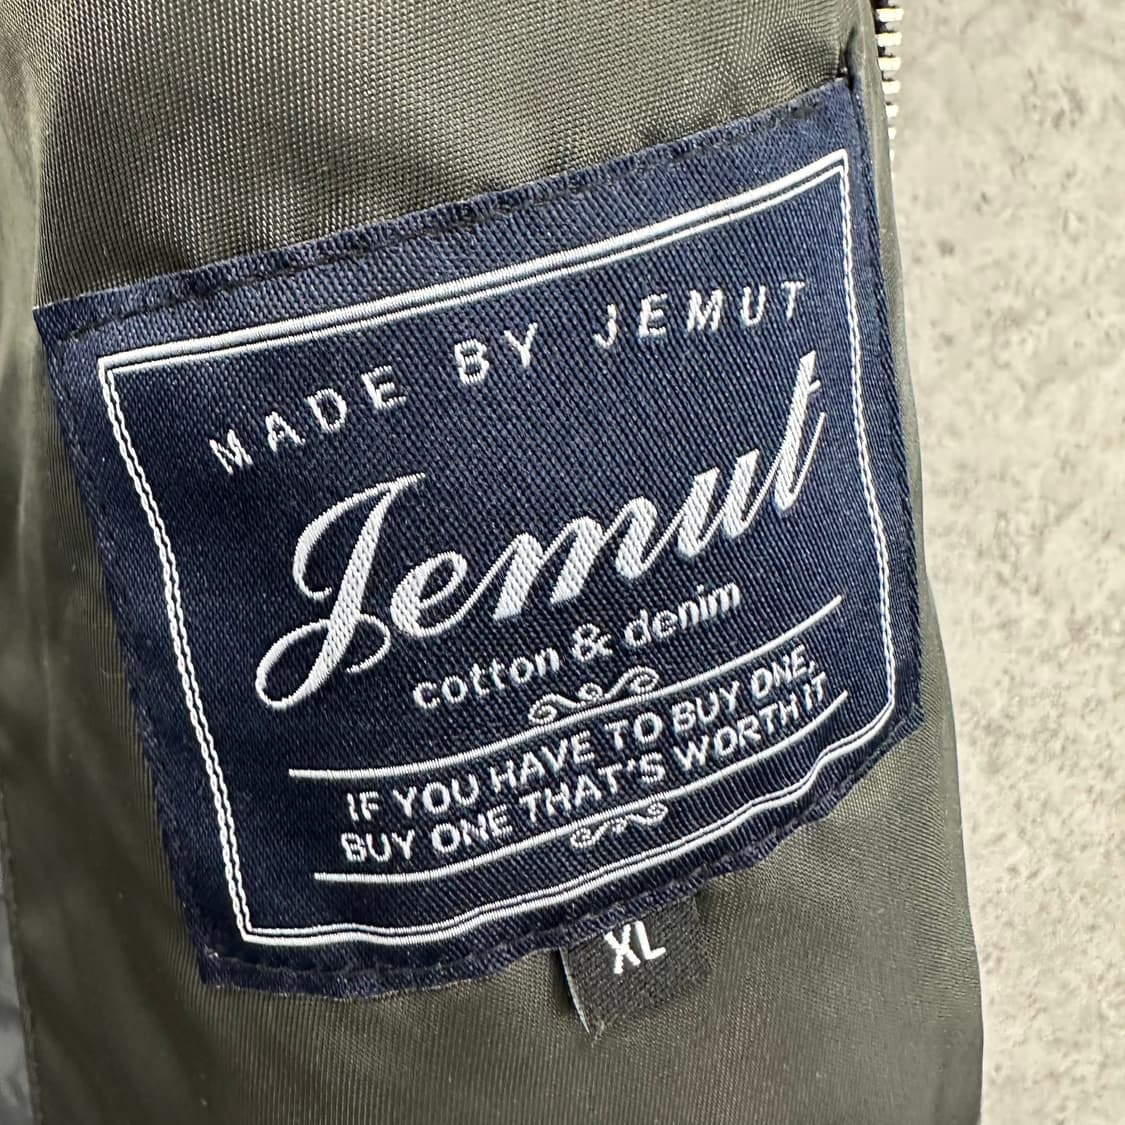 MADE BY JEMUT
Jemut
cotton & denim
IF YOU HAVE TO BUY ONE,
BUY ONE THAT'S WORTH IT
XL